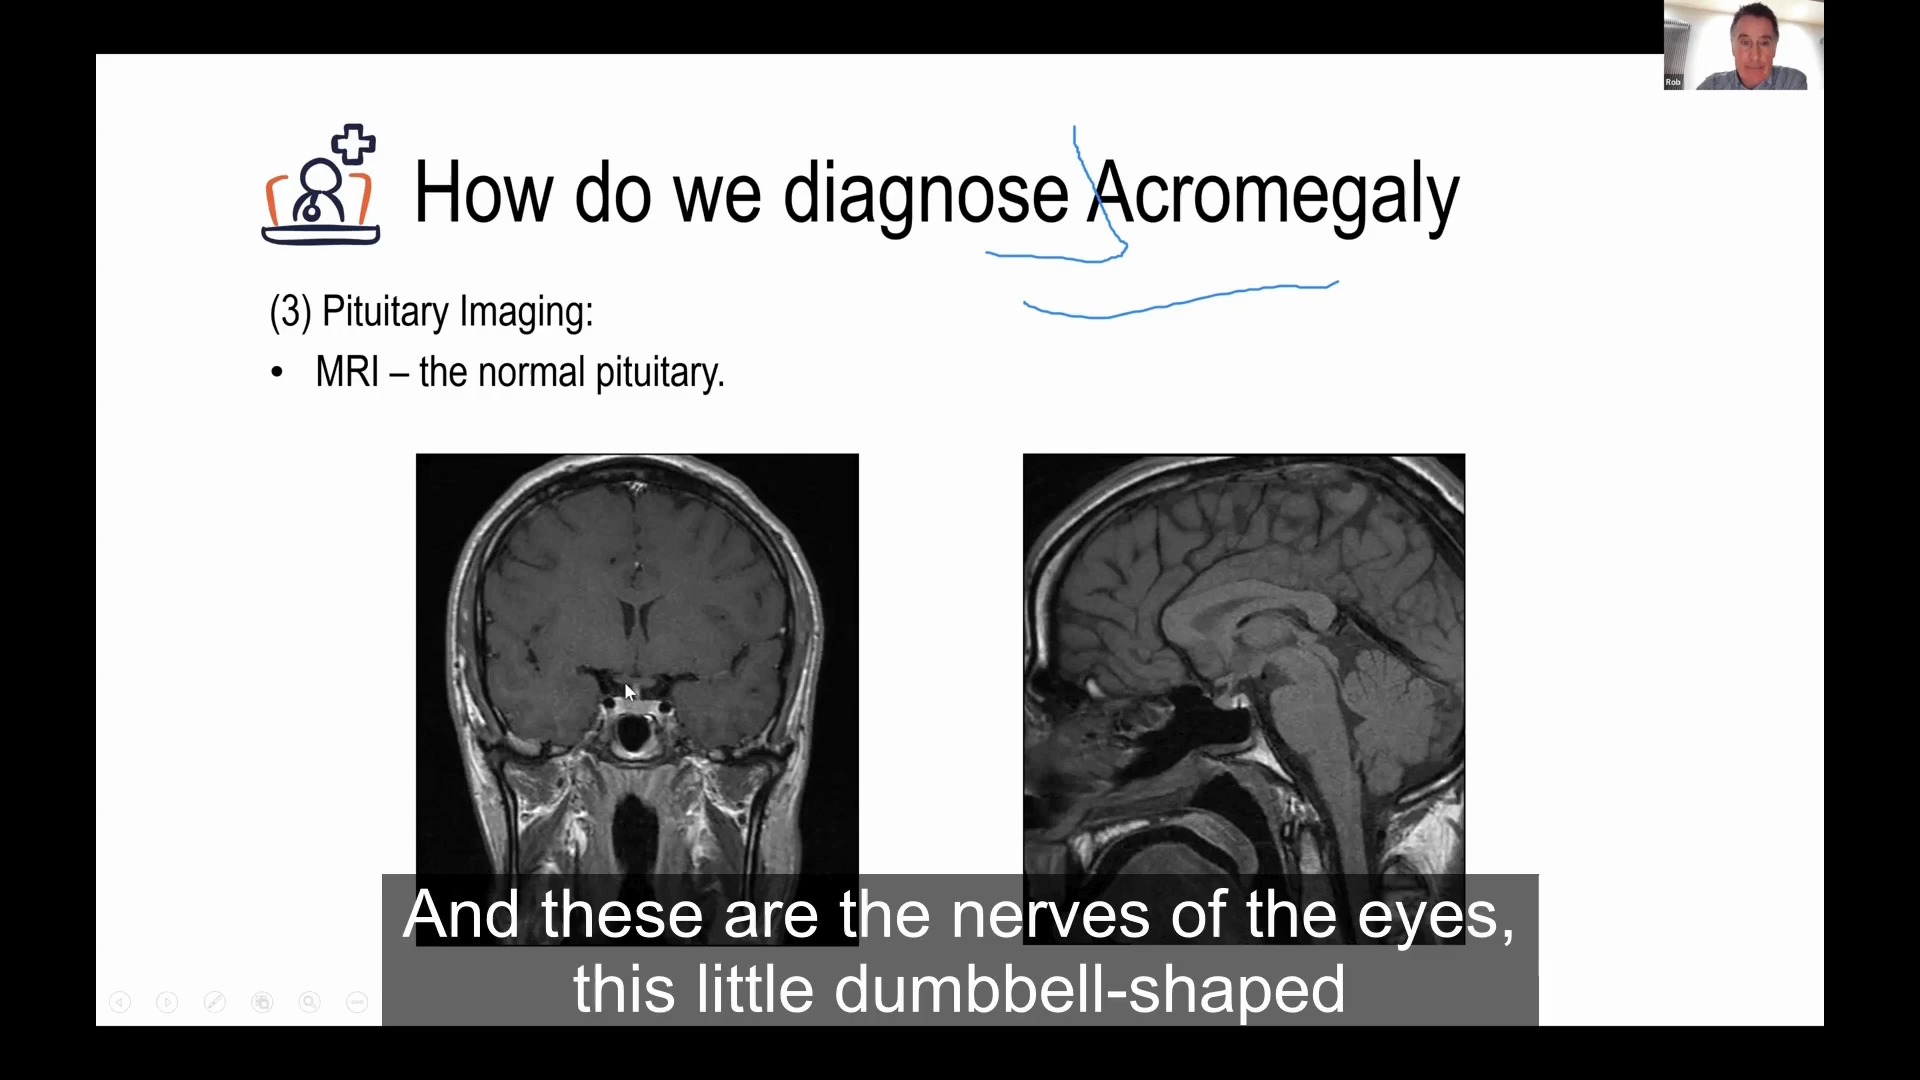 Rob
How do we diagnose Acromegaly
(3) Pituitary Imaging:
• MRI – the normal pituitary.
And these are the nerves of the eyes,
this little dumbbell-shaped